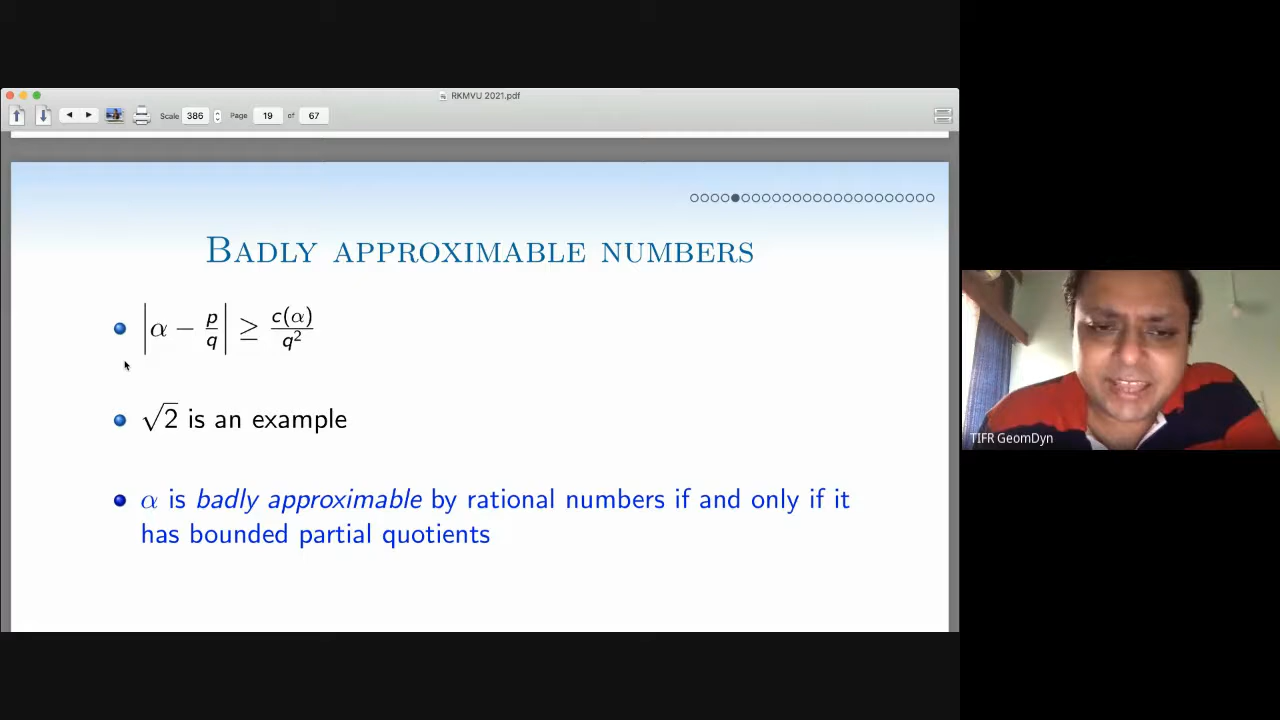 RKMVU 2021.pdf
Scale 386 Page 19 of 67
BADLY APPROXIMABLE NUMBERS
|α − p/q| ≥ c(α)/q²
√2 is an example
α is badly approximable by rational numbers if and only if it
has bounded partial quotients
TIFR GeomDyn